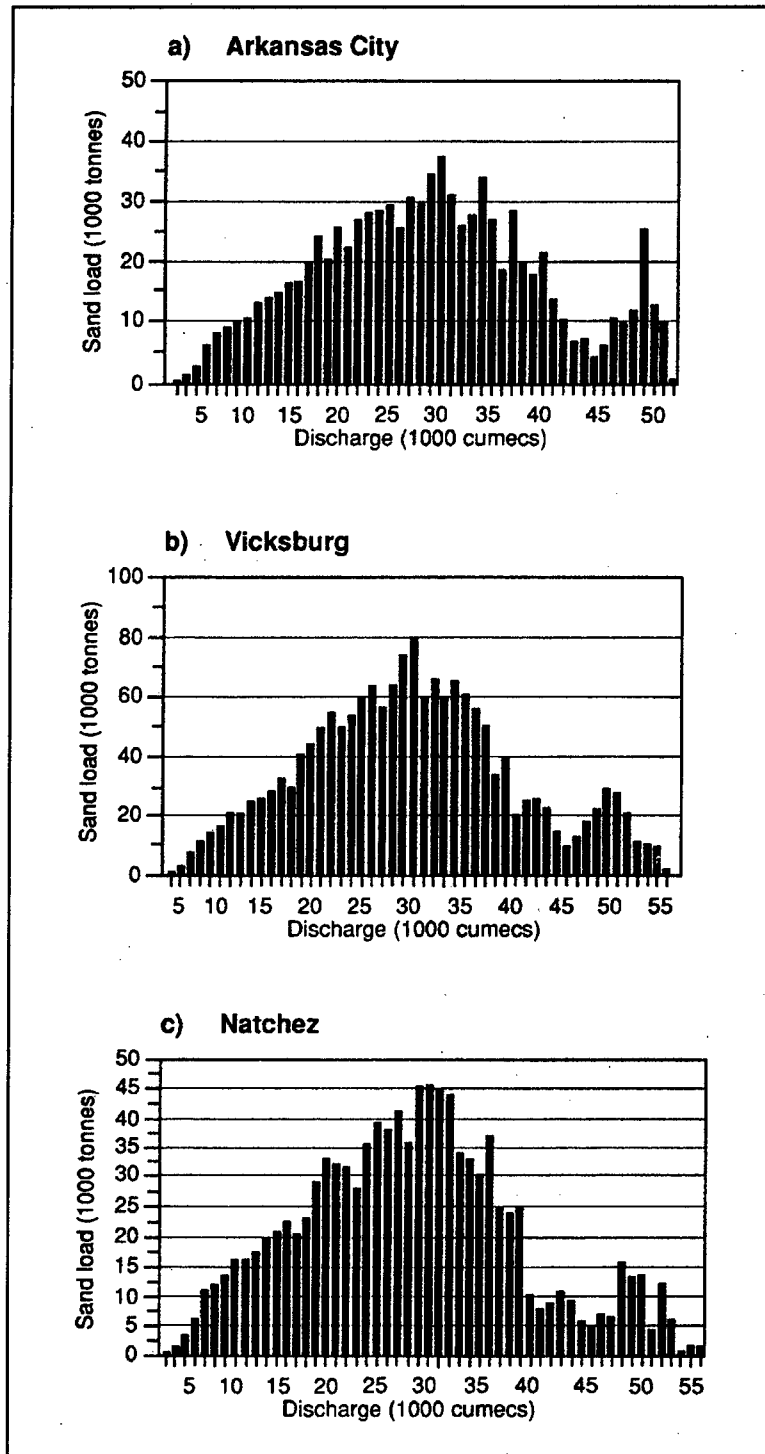 a) Arkansas City
50
40
30
20
10
0
Sand load (1000 tonnes)
5 10 15 20 25 30 35 40 45 50
Discharge (1000 cumecs)
b) Vicksburg
100
80
60
40
20
0
Sand load (1000 tonnes)
5 10 15 20 25 30 35 40 45 50 55
Discharge (1000 cumecs)
c) Natchez
50
45
40
35
25
20
15
10
5
0
Sand load (1000 tonnes)
5 10 15 20 25 30 35 40 45 50 55
Discharge (1000 cumecs)